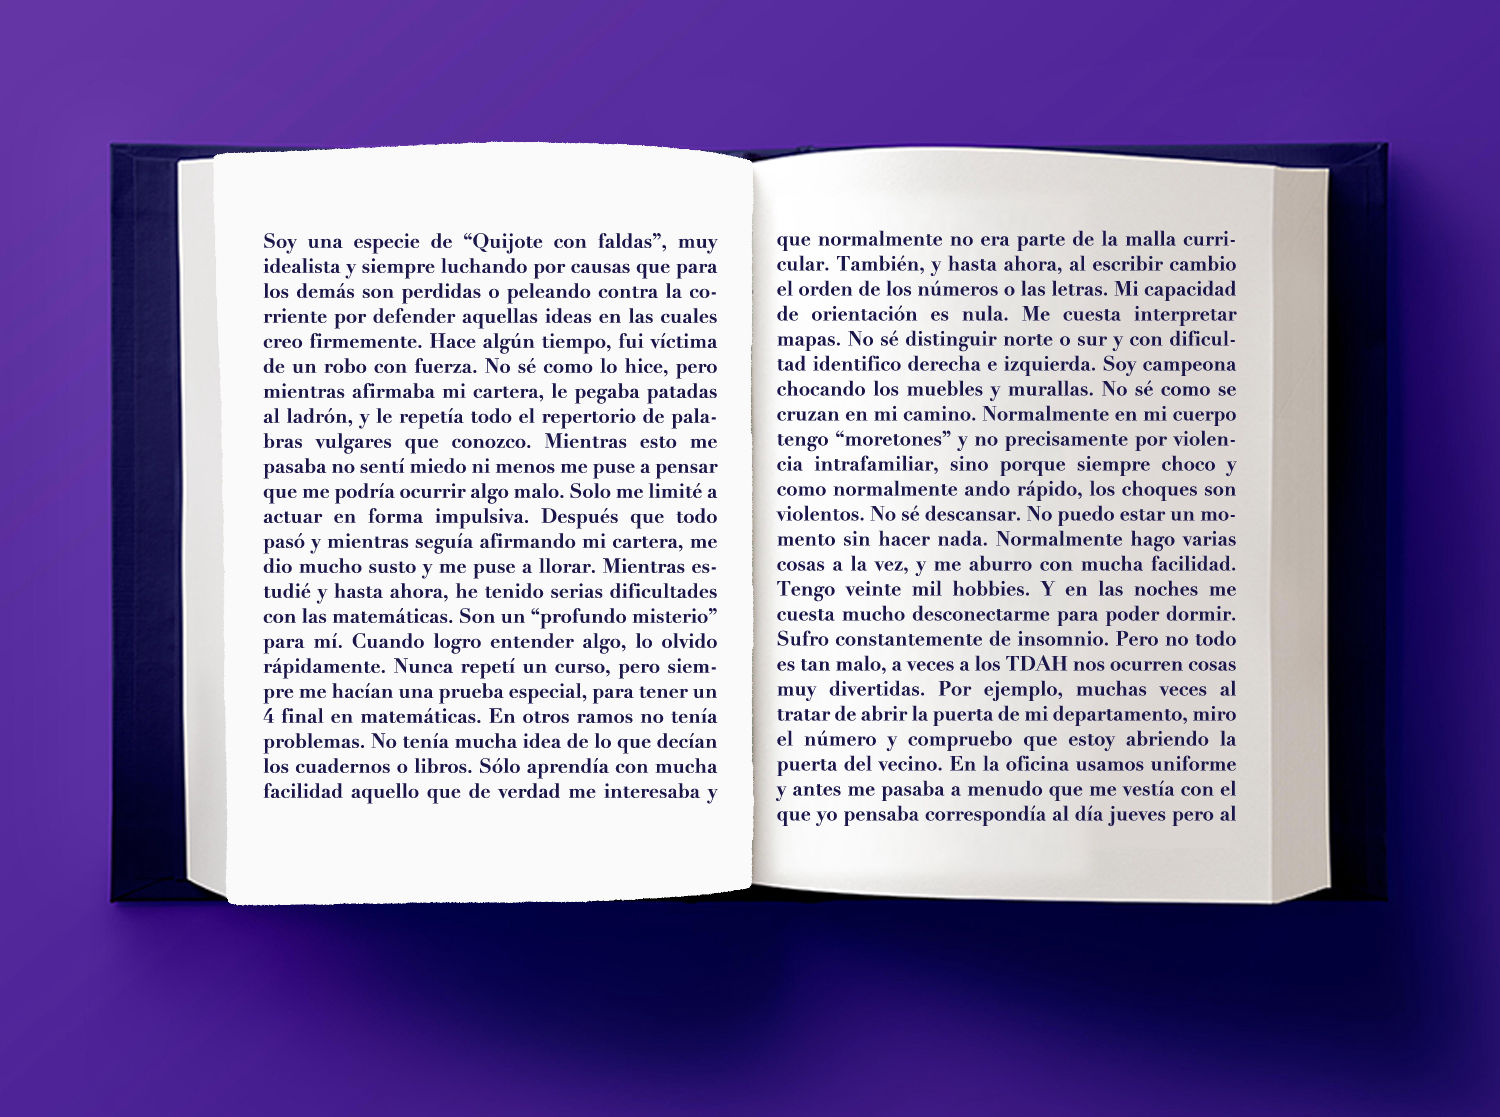 Soy una especie de “Quijote con faldas”, muy
idealista y siempre luchando por causas que para
los demás son perdidas o peleando contra la co-
rriente por defender aquellas ideas en las cuales
creo firmemente. Hace algún tiempo, fui víctima
de un robo con fuerza. No sé como lo hice, pero
mientras afirmaba mi cartera, le pegaba patadas
al ladrón, y le repetía todo el repertorio de pala-
bras vulgares que conozco. Mientras esto me
pasaba no sentí miedo ni menos me puse a pensar
que me podría ocurrir algo malo. Solo me limité a
actuar en forma impulsiva. Después que todo
pasó y mientras seguía afirmando mi cartera, me
dio mucho susto y me puse a llorar. Mientras es-
tudié y hasta ahora, he tenido serias dificultades
con las matemáticas. Son un “profundo misterio”
para mí. Cuando logro entender algo, lo olvido
rápidamente. Nunca repetí un curso, pero siem-
pre me hacían una prueba especial, para tener un
4 final en matemáticas. En otros ramos no tenía
problemas. No tenía mucha idea de lo que decían
los cuadernos o libros. Sólo aprendía con mucha
facilidad aquello que de verdad me interesaba y
que normalmente no era parte de la malla curri-
cular. También, y hasta ahora, al escribir cambio
el orden de los números o las letras. Mi capacidad
de orientación es nula. Me cuesta interpretar
mapas. No sé distinguir norte o sur y con dificul-
tad identifico derecha e izquierda. Soy campeona
chocando los muebles y murallas. No sé como se
cruzan en mi camino. Normalmente en mi cuerpo
tengo “moretones” y no precisamente por violen-
cia intrafamiliar, sino porque siempre choco y
como normalmente ando rápido, los choques son
violentos. No sé descansar. No puedo estar un mo-
mento sin hacer nada. Normalmente hago varias
cosas a la vez, y me aburro con mucha facilidad.
Tengo veinte mil hobbies. Y en las noches me
cuesta mucho desconectarme para poder dormir.
Sufro constantemente de insomnio. Pero no todo
es tan malo, a veces a los TDAH nos ocurren cosas
muy divertidas. Por ejemplo, muchas veces al
tratar de abrir la puerta de mi departamento, miro
el número y compruebo que estoy abriendo la
puerta del vecino. En la oficina usamos uniforme
y antes me pasaba a menudo que me vestía con el
que yo pensaba correspondía al día jueves pero al